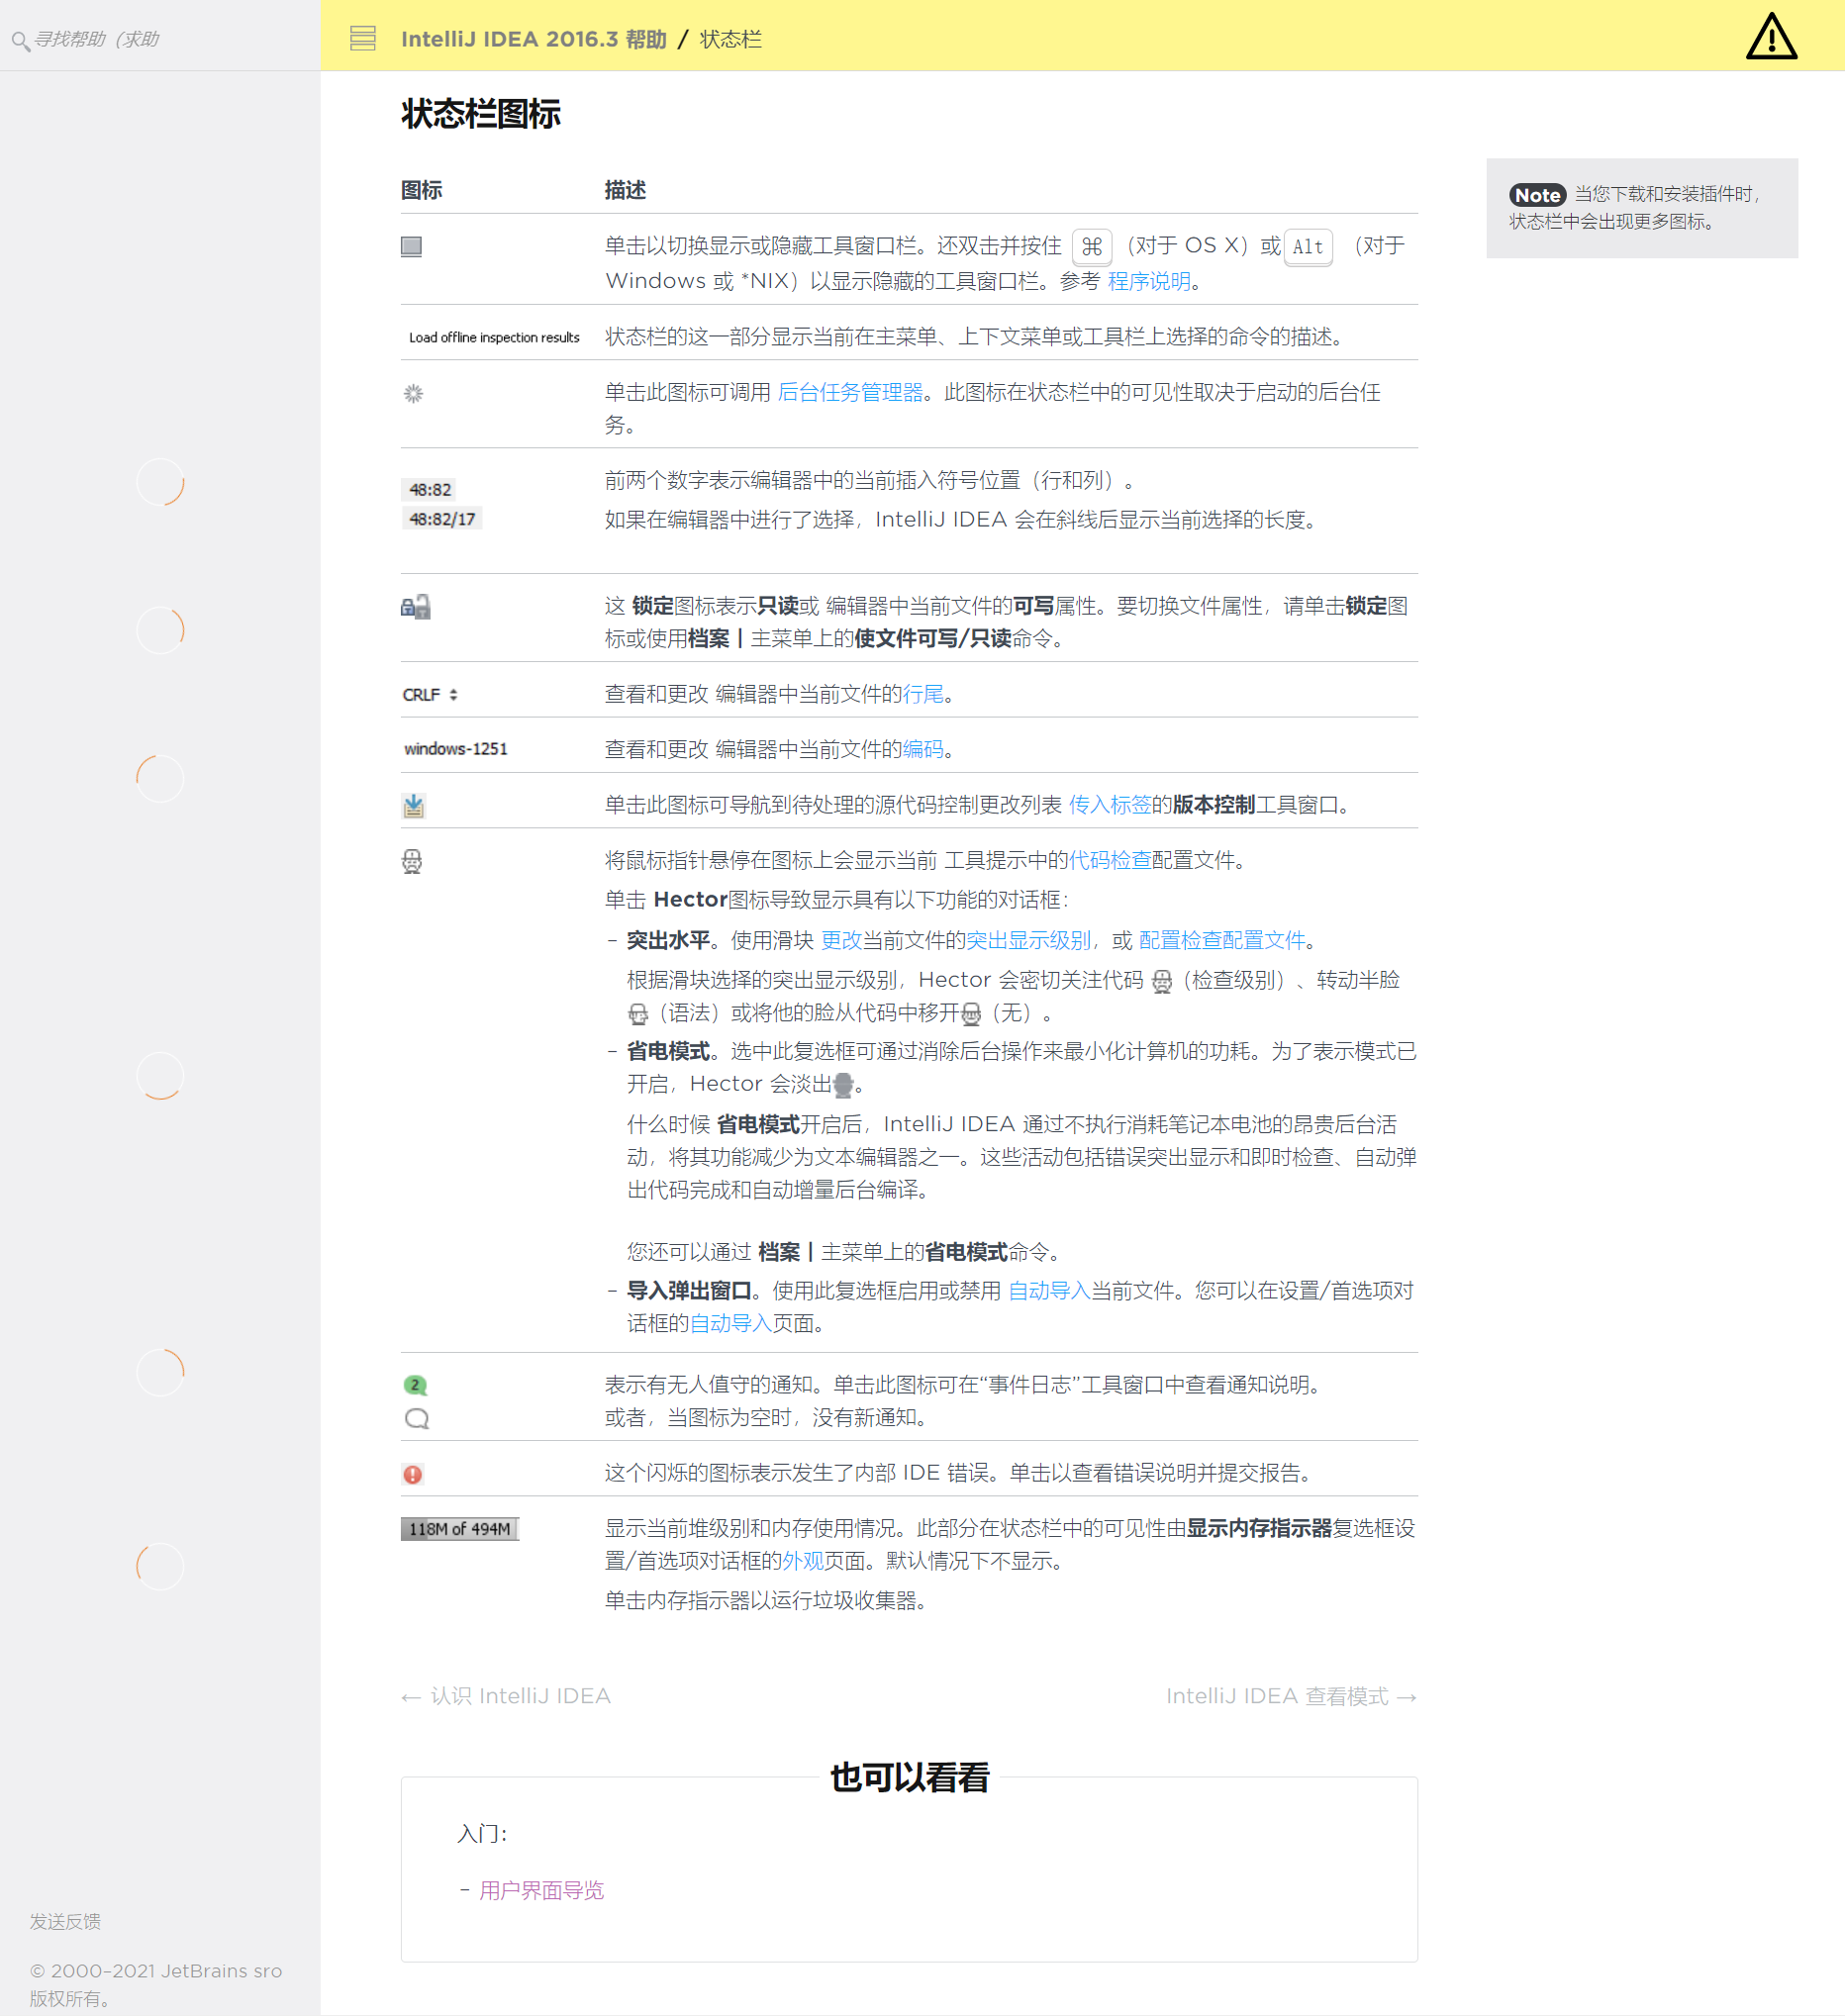 寻找帮助（求助
IntelliJ IDEA 2016.3 帮助 / 状态栏
状态栏图标
图标 描述
单击以切换显示或隐藏工具窗口栏。还双击并按住 ⌘ （对于 OS X）或 Alt （对于
Windows 或 *NIX）以显示隐藏的工具窗口栏。参考 程序说明。
Load offline inspection results 状态栏的这一部分显示当前在主菜单、上下文菜单或工具栏上选择的命令的描述。
单击此图标可调用 后台任务管理器。此图标在状态栏中的可见性取决于启动的后台任
务。
前两个数字表示编辑器中的当前插入符号位置（行和列）。
48:82
48:82/17 如果在编辑器中进行了选择，IntelliJ IDEA 会在斜线后显示当前选择的长度。
这 锁定图标表示只读或 编辑器中当前文件的可写属性。要切换文件属性，请单击锁定图
标或使用档案 | 主菜单上的使文件可写/只读命令。
CRLF 查看和更改 编辑器中当前文件的行尾。
windows-1251 查看和更改 编辑器中当前文件的编码。
单击此图标可导航到待处理的源代码控制更改列表 传入标签的版本控制工具窗口。
将鼠标指针悬停在图标上会显示当前 工具提示中的代码检查配置文件。
单击 Hector图标导致显示具有以下功能的对话框：
– 突出水平。使用滑块 更改当前文件的突出显示级别，或 配置检查配置文件。
根据滑块选择的突出显示级别，Hector 会密切关注代码 （检查级别）、转动半脸
（语法）或将他的脸从代码中移开（无）。
– 省电模式。选中此复选框可通过消除后台操作来最小化计算机的功耗。为了表示模式已
开启，Hector 会淡出。
什么时候 省电模式开启后，IntelliJ IDEA 通过不执行消耗笔记本电池的昂贵后台活
动，将其功能减少为文本编辑器之一。这些活动包括错误突出显示和即时检查、自动弹
出代码完成和自动增量后台编译。
您还可以通过 档案 | 主菜单上的省电模式命令。
– 导入弹出窗口。使用此复选框启用或禁用 自动导入当前文件。您可以在设置/首选项对
话框的自动导入页面。
2 表示有无人值守的通知。单击此图标可在“事件日志”工具窗口中查看通知说明。
或者，当图标为空时，没有新通知。
这个闪烁的图标表示发生了内部 IDE 错误。单击以查看错误说明并提交报告。
118M of 494M 显示当前堆级别和内存使用情况。此部分在状态栏中的可见性由显示内存指示器复选框设
置/首选项对话框的外观页面。默认情况下不显示。
单击内存指示器以运行垃圾收集器。
Note 当您下载和安装插件时，
状态栏中会出现更多图标。
← 认识 IntelliJ IDEA IntelliJ IDEA 查看模式 →
也可以看看
入门：
– 用户界面导览
发送反馈
© 2000–2021 JetBrains sro
版权所有。